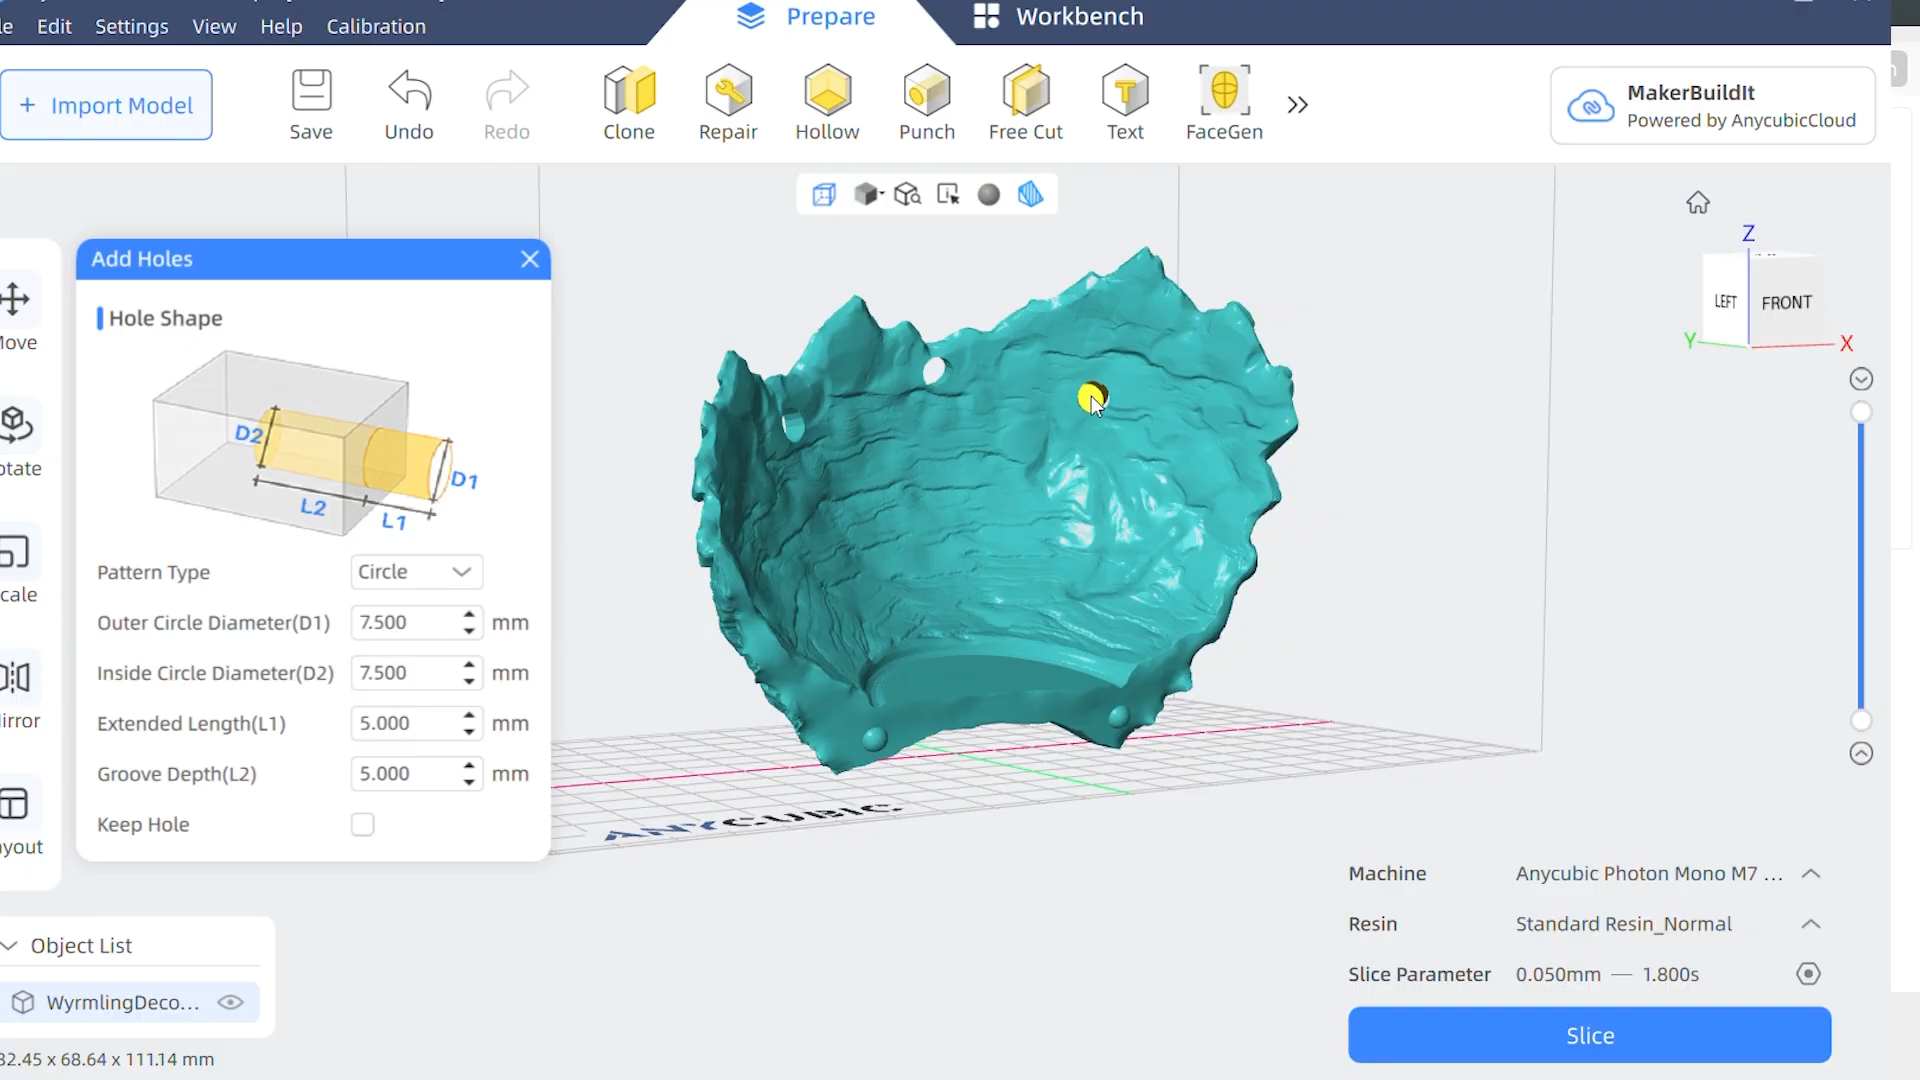 Prepare
Workbench
Edit
Settings
View
Help
Calibration
+ Import Model
Save
Undo
Redo
Clone
Repair
Hollow
Punch
Free Cut
Text
FaceGen
MakerBuildIt
Powered by AnycubicCloud
Add Holes
Hole Shape
D2
D1
L2
L1
Pattern Type
Circle
Outer Circle Diameter(D1)
7.500
mm
Inside Circle Diameter(D2)
7.500
mm
Extended Length(L1)
5.000
mm
Groove Depth(L2)
5.000
mm
Keep Hole
ove
otate
cale
irror
yout
Z
LEFT
FRONT
Y
X
ANYCUBIC
Object List
WyrmlingDeco...
32.45 x 68.64 x 111.14 mm
Machine
Anycubic Photon Mono M7 ...
Resin
Standard Resin_Normal
Slice Parameter
0.050mm — 1.800s
Slice